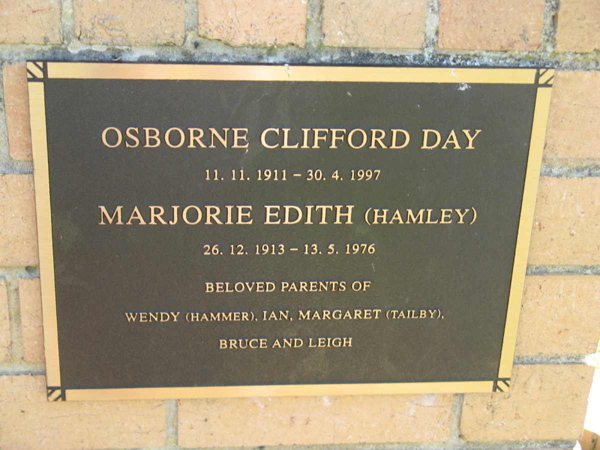 OSBORNE CLIFFORD DAY
11. 11. 1911 – 30. 4. 1997
MARJORIE EDITH (HAMLEY)
26. 12. 1913 – 13. 5. 1976
BELOVED PARENTS OF
WENDY (HAMMER), IAN, MARGARET (TAILBY),
BRUCE AND LEIGH